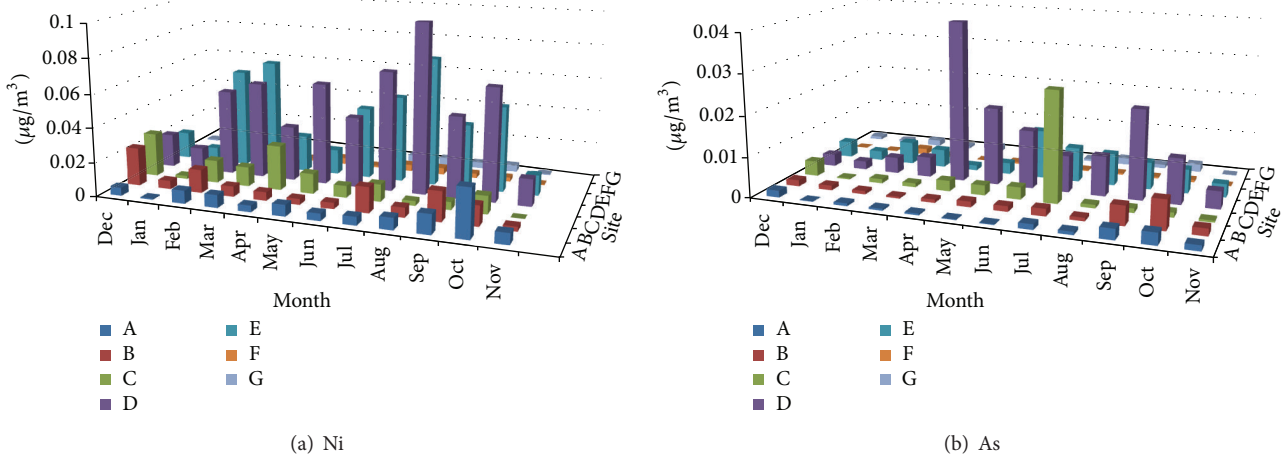 0.1
0.08
0.06
0.04
0.02
0
(μg/m³)
Dec
Jan
Feb
Mar
Apr
May
Jun
Jul
Aug
Sep
Oct
Nov
Month
A
B
C
D
E
F
G
Site
A
B
C
D
E
F
G
(a) Ni
0.04
0.03
0.02
0.01
0
(μg/m³)
Dec
Jan
Feb
Mar
Apr
May
Jun
Jul
Aug
Sep
Oct
Nov
Month
A
B
C
D
E
F
G
Site
A
B
C
D
E
F
G
(b) As